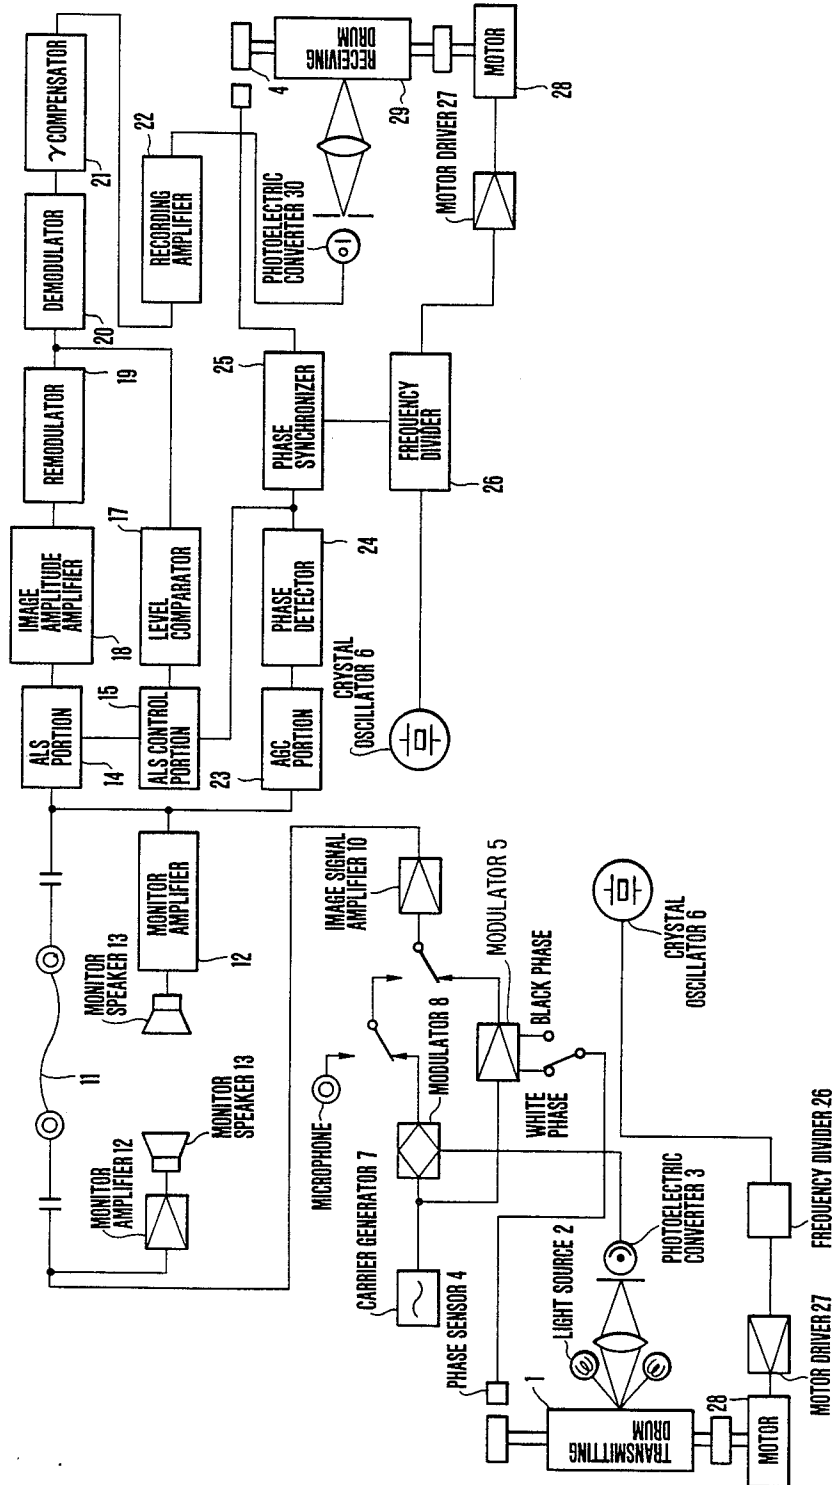 γ COMPENSATOR
21
DEMODULATOR
20
REMODULATOR
19
IMAGE
AMPLITUDE
AMPLIFIER
18
ALS
PORTION
14
22
RECORDING
AMPLIFIER
17
LEVEL
COMPARATOR
15
ALS CONTROL
PORTION
25
PHASE
SYNCHRONIZER
24
PHASE
DETECTOR
23
AGC
PORTION
4
RECEIVING
DRUM
29
MOTOR
28
MOTOR DRIVER 27
PHOTOELECTRIC
CONVERTER 30
FREQUENCY
DIVIDER
26
CRYSTAL
OSCILLATOR 6
MONITOR
AMPLIFIER
12
MONITOR
SPEAKER 13
11
MONITOR
SPEAKER 13
MONITOR
AMPLIFIER 12
IMAGE SIGNAL
AMPLIFIER 10
MODULATOR 5
BLACK PHASE
WHITE
PHASE
MODULATOR 8
MICROPHONE
CARRIER GENERATOR 7
PHASE SENSOR 4
LIGHT SOURCE 2
PHOTOELECTRIC
CONVERTER 3
1
TRANSMITTING
DRUM
28
MOTOR
MOTOR DRIVER 27
FREQUENCY DIVIDER 26
CRYSTAL
OSCILLATOR 6